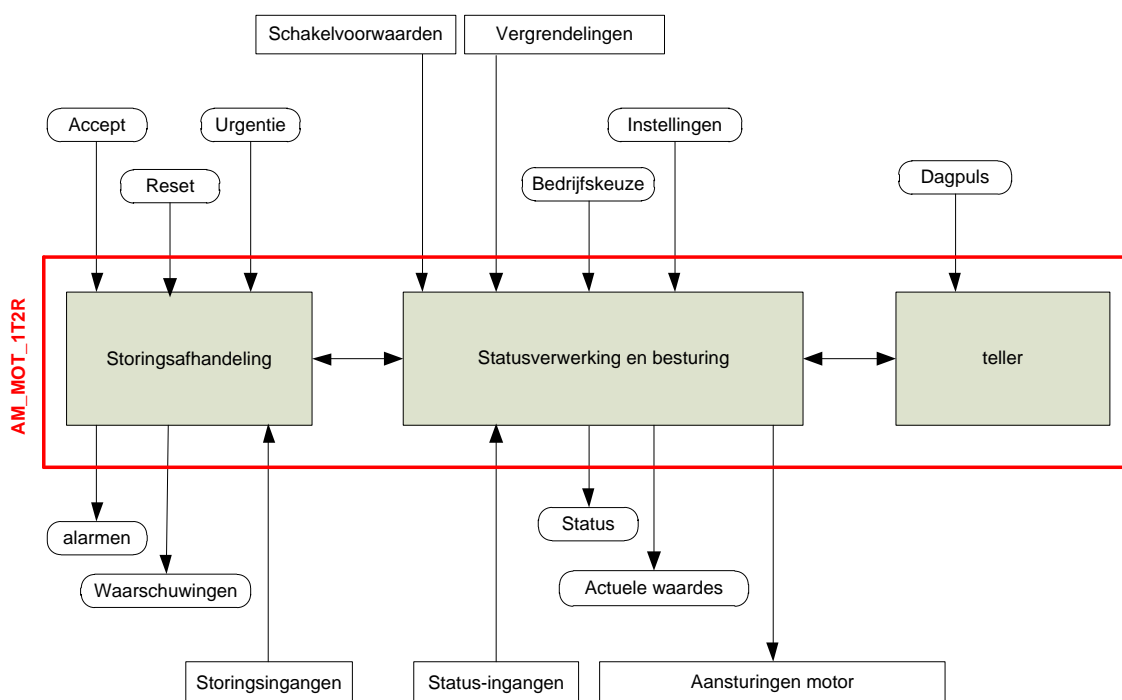 Schakelvoorwaarden
Vergrendelingen
Accept
Urgentie
Instellingen
Reset
Bedrijfskeuze
Dagpuls
AM_MOT_1T2R
Storingsafhandeling
Statusverwerking en besturing
teller
alarmen
Status
Waarschuwingen
Actuele waardes
Storingsingangen
Status-ingangen
Aansturingen motor